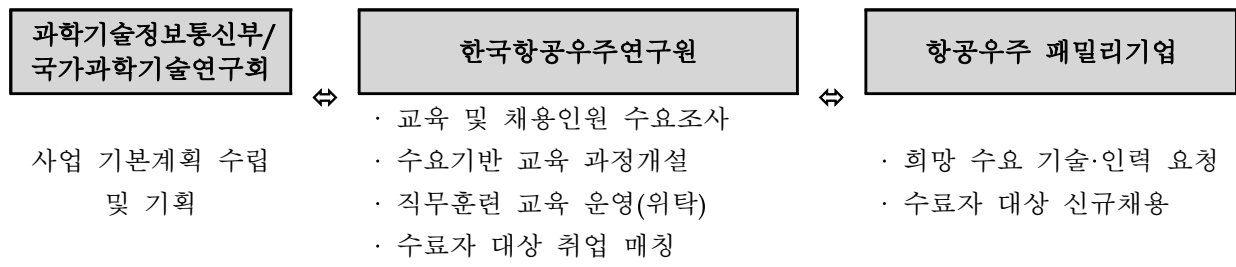 과학기술정보통신부/
국가과학기술연구회
사업 기본계획 수립
및 기획
⇔
한국항공우주연구원
· 교육 및 채용인원 수요조사
· 수요기반 교육 과정개설
· 직무훈련 교육 운영(위탁)
· 수료자 대상 취업 매칭
⇔
항공우주 패밀리기업
· 희망 수요 기술·인력 요청
· 수료자 대상 신규채용